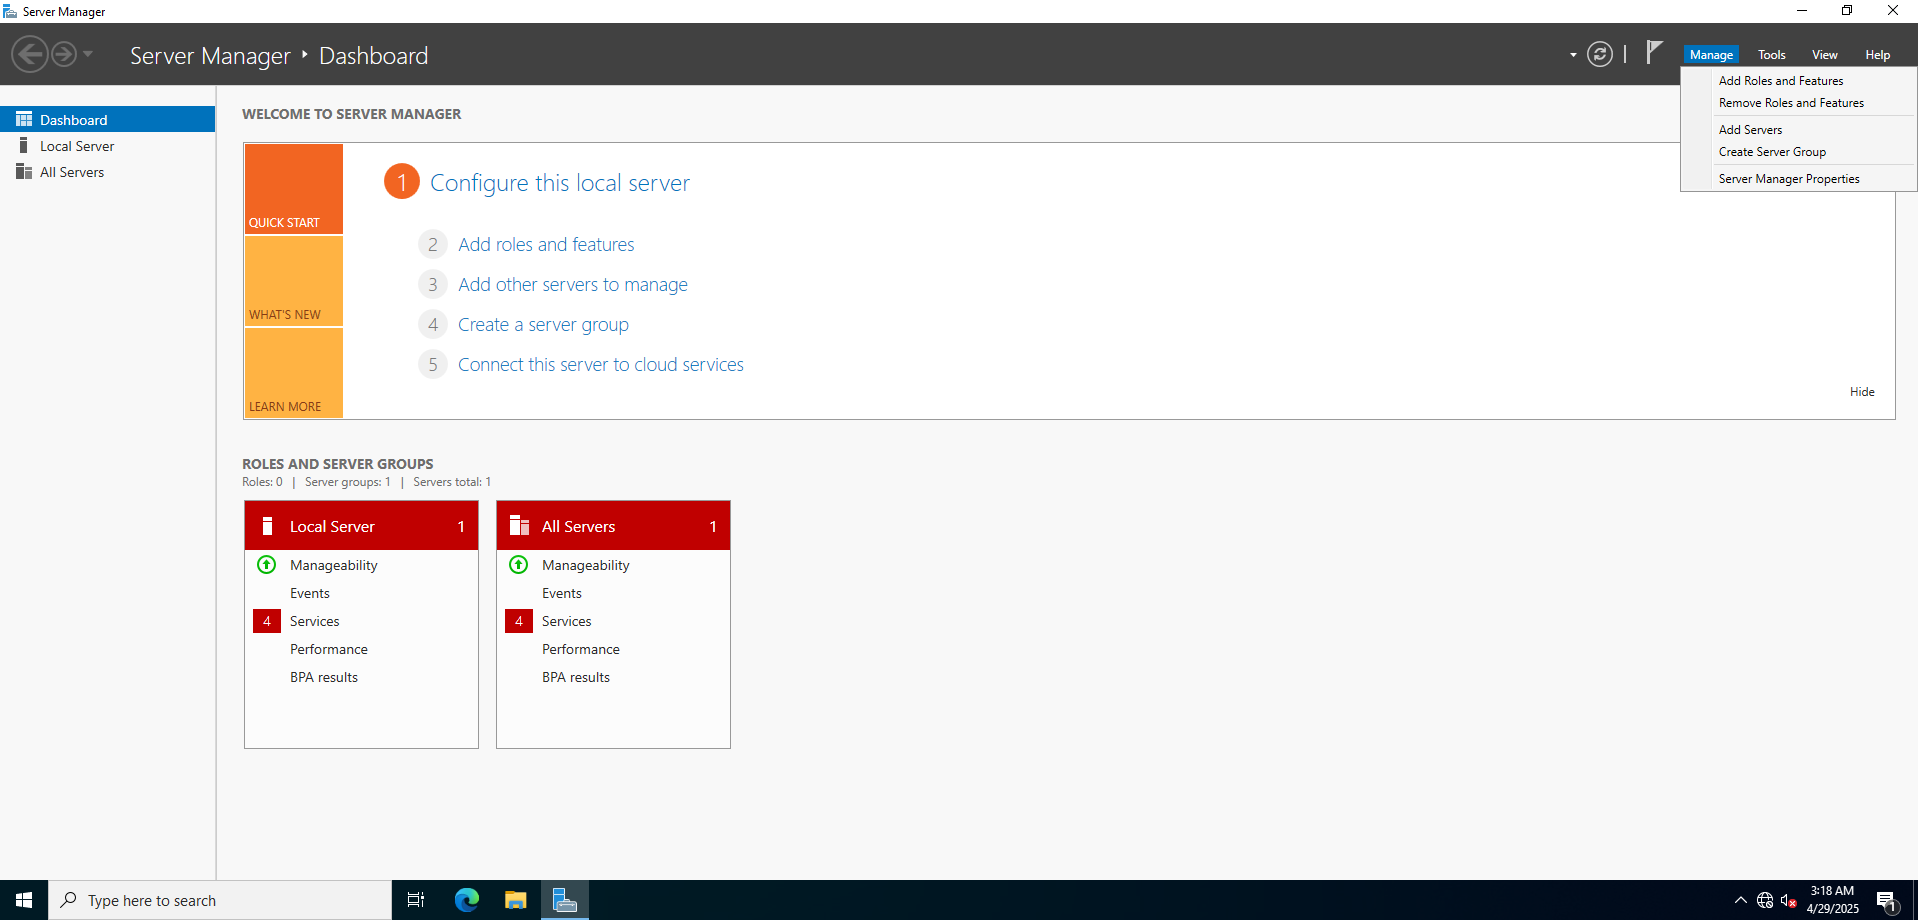 Server Manager
Server Manager Dashboard
Manage Tools View Help
Add Roles and Features
Remove Roles and Features
Add Servers
Create Server Group
Server Manager Properties
Dashboard
Local Server
All Servers
WELCOME TO SERVER MANAGER
QUICK START
WHAT'S NEW
LEARN MORE
1 Configure this local server
2 Add roles and features
3 Add other servers to manage
4 Create a server group
5 Connect this server to cloud services
Hide
ROLES AND SERVER GROUPS
Roles: 0 | Server groups: 1 | Servers total: 1
Local Server 1
Manageability
Events
4 Services
Performance
BPA results
All Servers 1
Manageability
Events
4 Services
Performance
BPA results
Type here to search
3:18 AM
4/29/2025
1